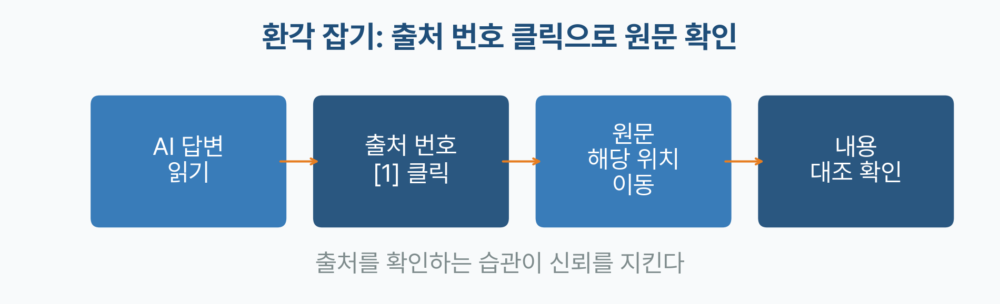 환각 잡기: 출처 번호 클릭으로 원문 확인
AI 답변
읽기
출처 번호
[1] 클릭
원문
해당 위치
이동
내용
대조 확인
출처를 확인하는 습관이 신뢰를 지킨다